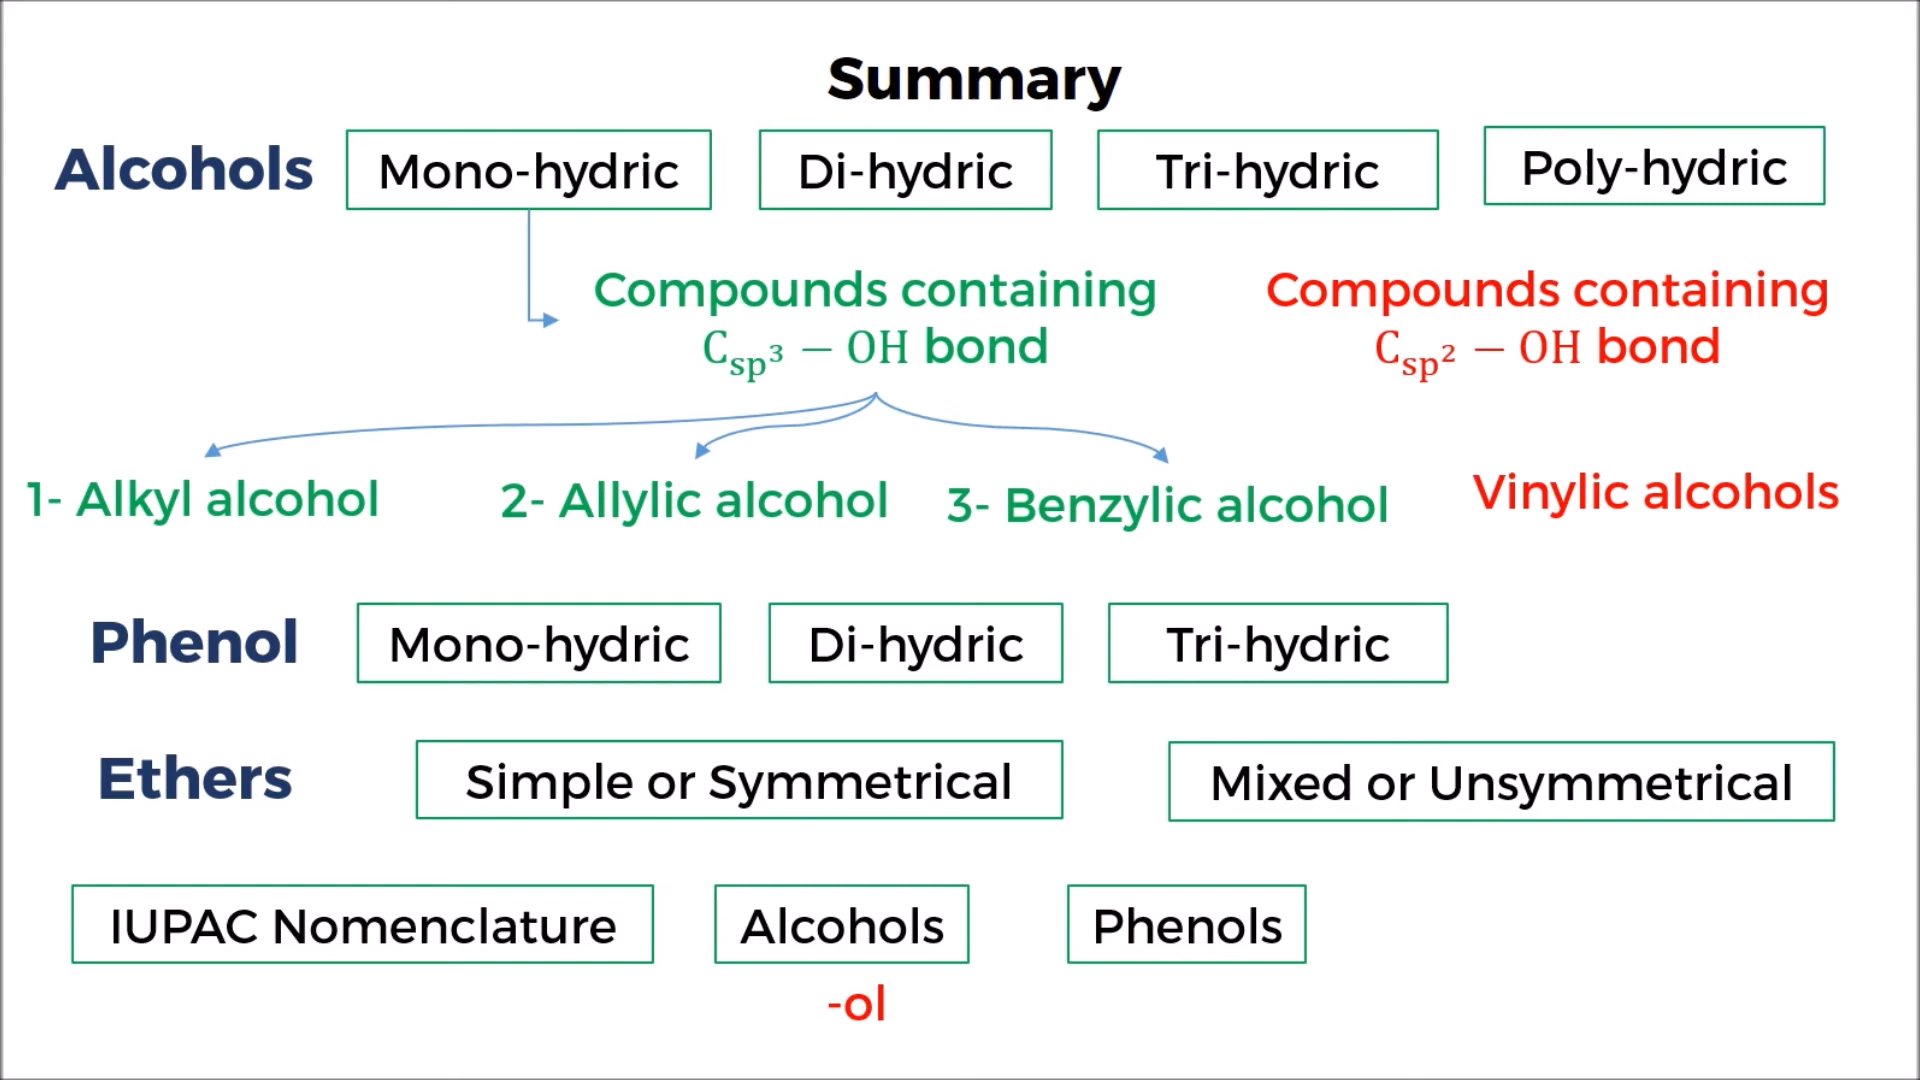 Summary
Alcohols Mono-hydric Di-hydric Tri-hydric Poly-hydric
Compounds containing Compounds containing
C_sp³ − OH bond C_sp² − OH bond
1- Alkyl alcohol 2- Allylic alcohol 3- Benzylic alcohol Vinylic alcohols
Phenol Mono-hydric Di-hydric Tri-hydric
Ethers Simple or Symmetrical Mixed or Unsymmetrical
IUPAC Nomenclature Alcohols Phenols
-ol